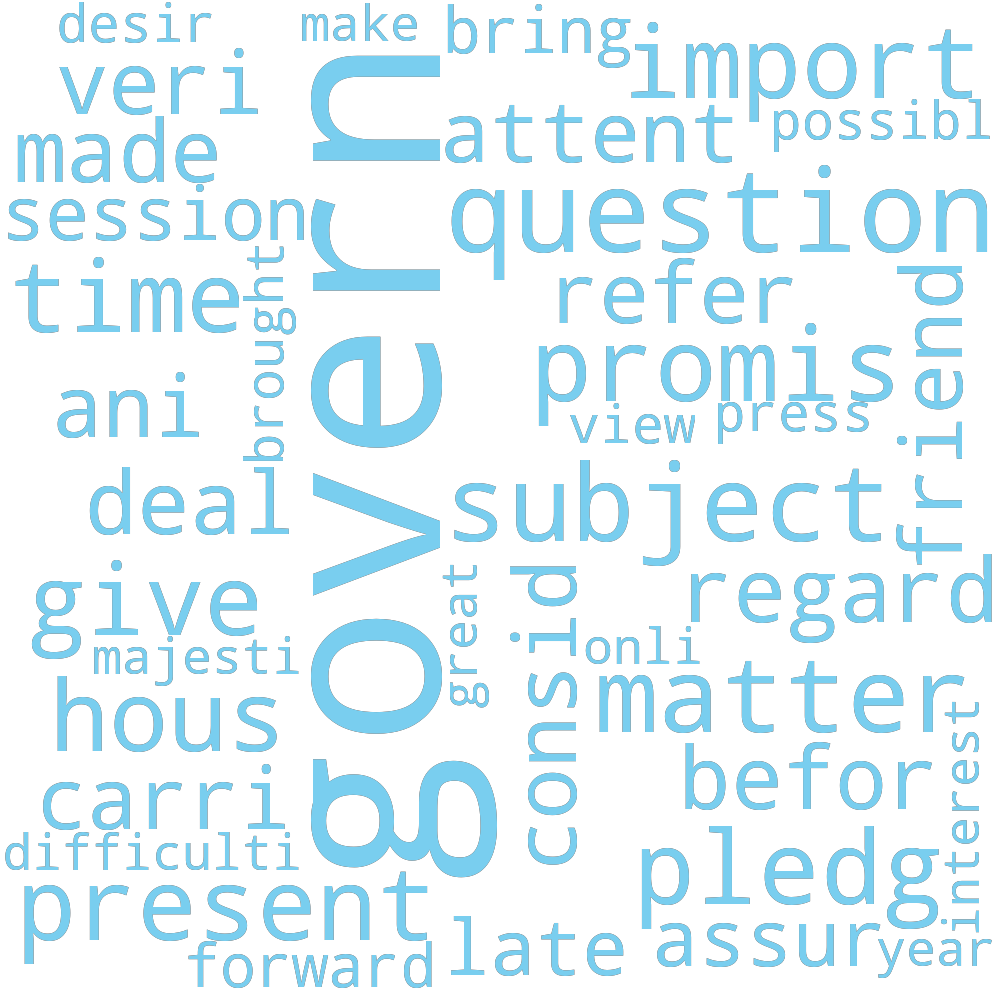 desir
make
bring
import
veri
attent
possibl
made
session
question
time
brought
govern
refer
friend
promis
ani
view
press
deal
subject
give
great
consid
regard
majesti
onli
hous
matter
interest
carri
befor
difficulti
pledg
present
forward
late
assur
year